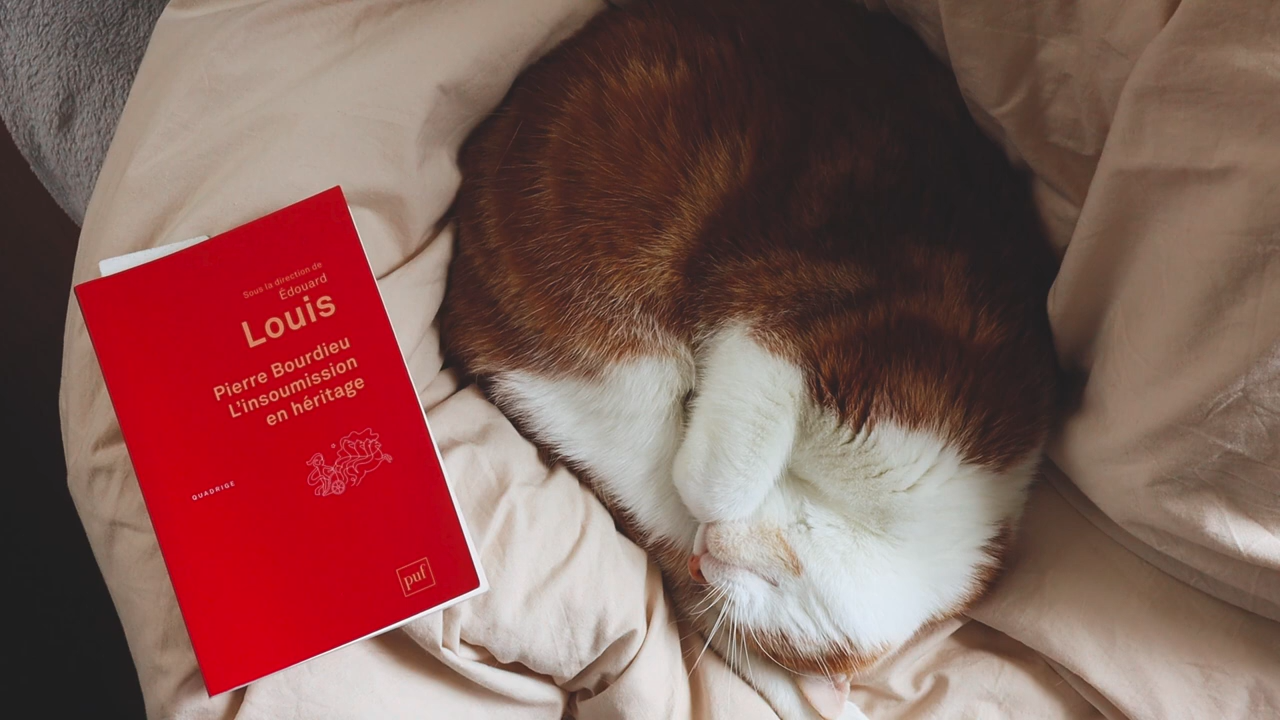 Sous la direction de
Édouard
Louis
Pierre Bourdieu
L'insoumission
en héritage
QUADRIGE
puf